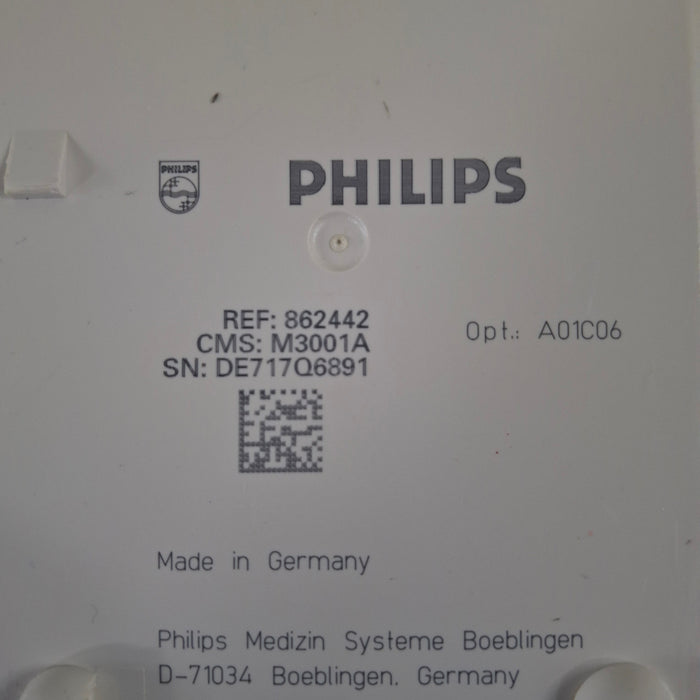 PHILIPS
PHILIPS
REF: 862442
CMS: M3001A
SN: DE717Q6891
Opt.: A01C06
Made in Germany
Philips Medizin Systeme Boeblingen
D-71034 Boeblingen. Germany